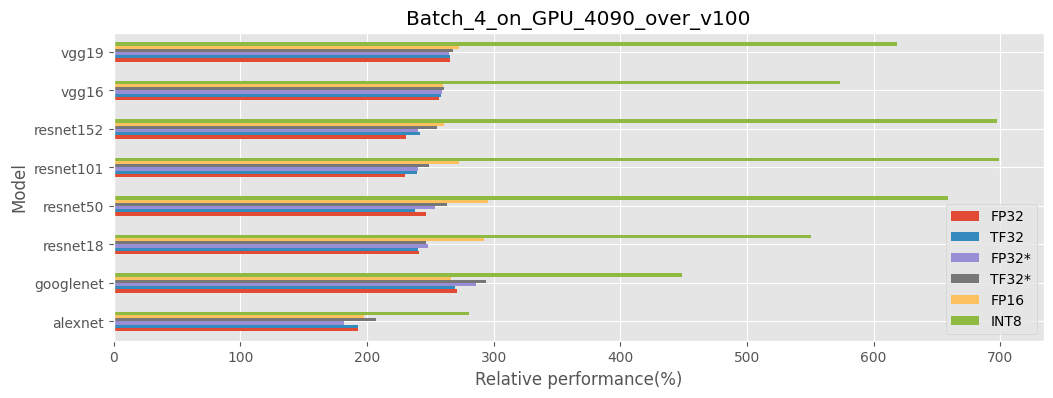 Batch_4_on_GPU_4090_over_v100
Model
vgg19
vgg16
resnet152
resnet101
resnet50
resnet18
googlenet
alexnet
FP32
TF32
FP32*
TF32*
FP16
INT8
0 100 200 300 400 500 600 700
Relative performance(%)